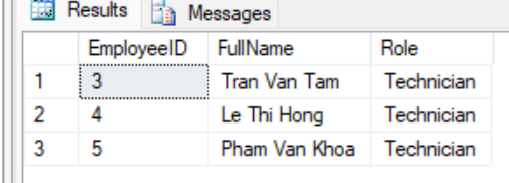 Results Messages
EmployeeID FullName Role
1 3 Tran Van Tam Technician
2 4 Le Thi Hong Technician
3 5 Pham Van Khoa Technician